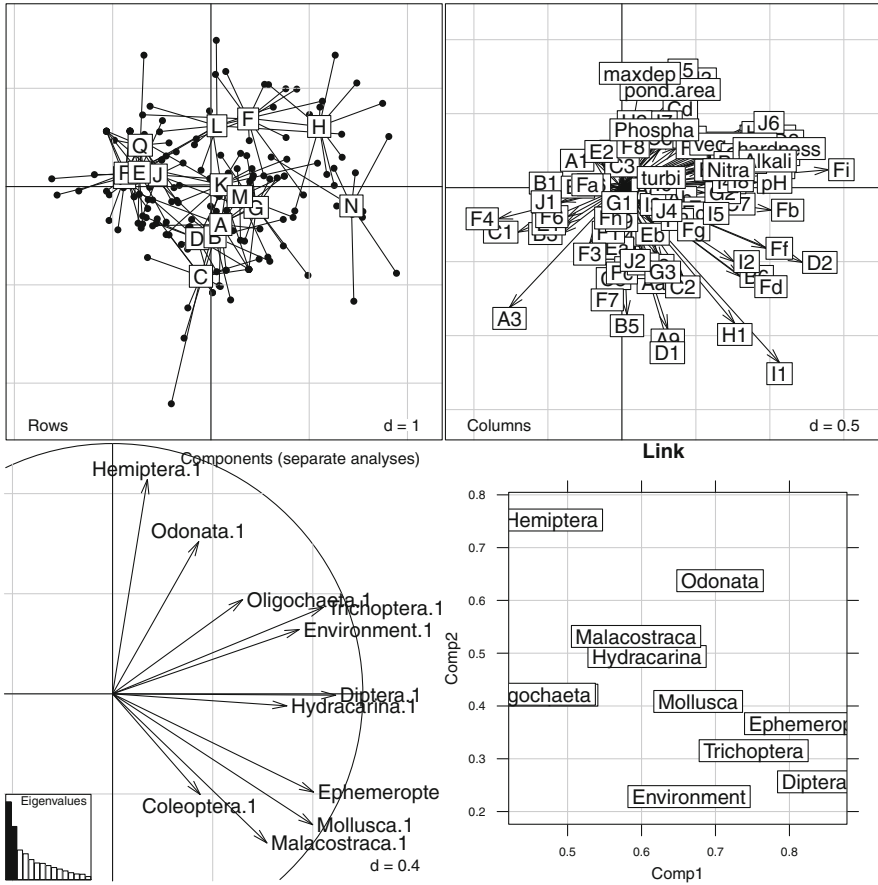 L
F
H
Q
F E J
K
M
G
N
A
D B
C
Rows
d = 1
maxdep
pond.area
Cd
J6
Phospha
F8
hardness
E2
A1
C3
Alkali
Fi
Nitra
turbi
pH
B1
Fa
J1
G1
J4
I5
C7
Fb
F4
F6
C1
Fg
Eb
Ff
F3
J2
I2
D2
G3
C2
Fd
F7
A3
B5
A9
D1
H1
I1
Columns
d = 0.5
Components (separate analyses)
Hemiptera.1
Odonata.1
Oligochaeta.1
Trichoptera.1
Environment.1
Diptera.1
Hydracarina.1
Ephemeropte
Coleoptera.1
Mollusca.1
Malacostraca.1
Eigenvalues
d = 0.4
Link
0.8
Hemiptera
0.7
Odonata
0.6
Malacostraca
Comp2
0.5
Hydracarina
gochaeta
0.4
Mollusca
Ephemerop
0.3
Trichoptera
Diptera
Environment
0.2
0.5 0.6 0.7 0.8
Comp1